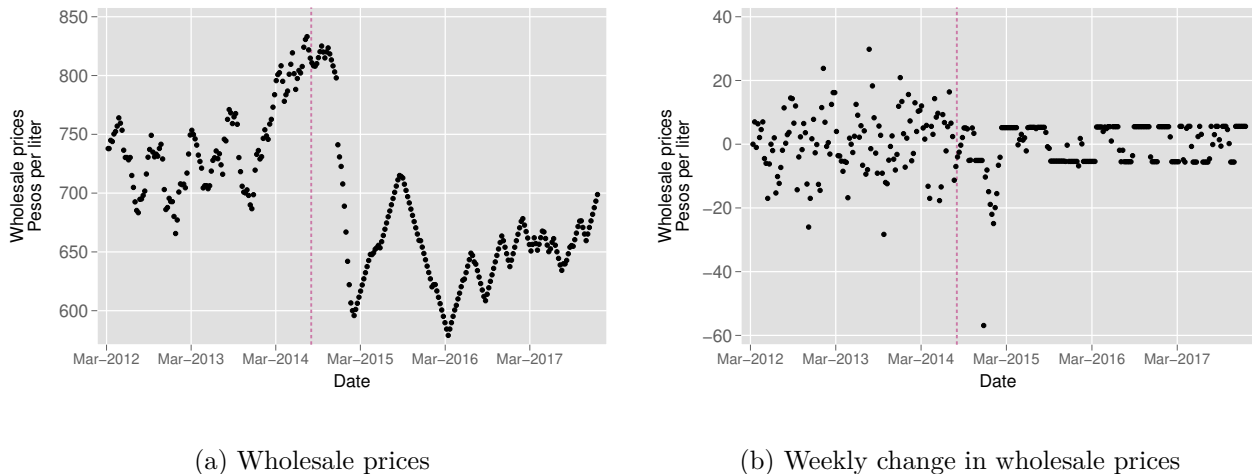 Wholesale prices
Pesos per liter
850
800
750
700
650
600
Mar−2012
Mar−2013
Mar−2014
Mar−2015
Mar−2016
Mar−2017
Date
(a) Wholesale prices
Wholesale prices
Pesos per liter
40
20
0
−20
−40
−60
Mar−2012
Mar−2013
Mar−2014
Mar−2015
Mar−2016
Mar−2017
Date
(b) Weekly change in wholesale prices